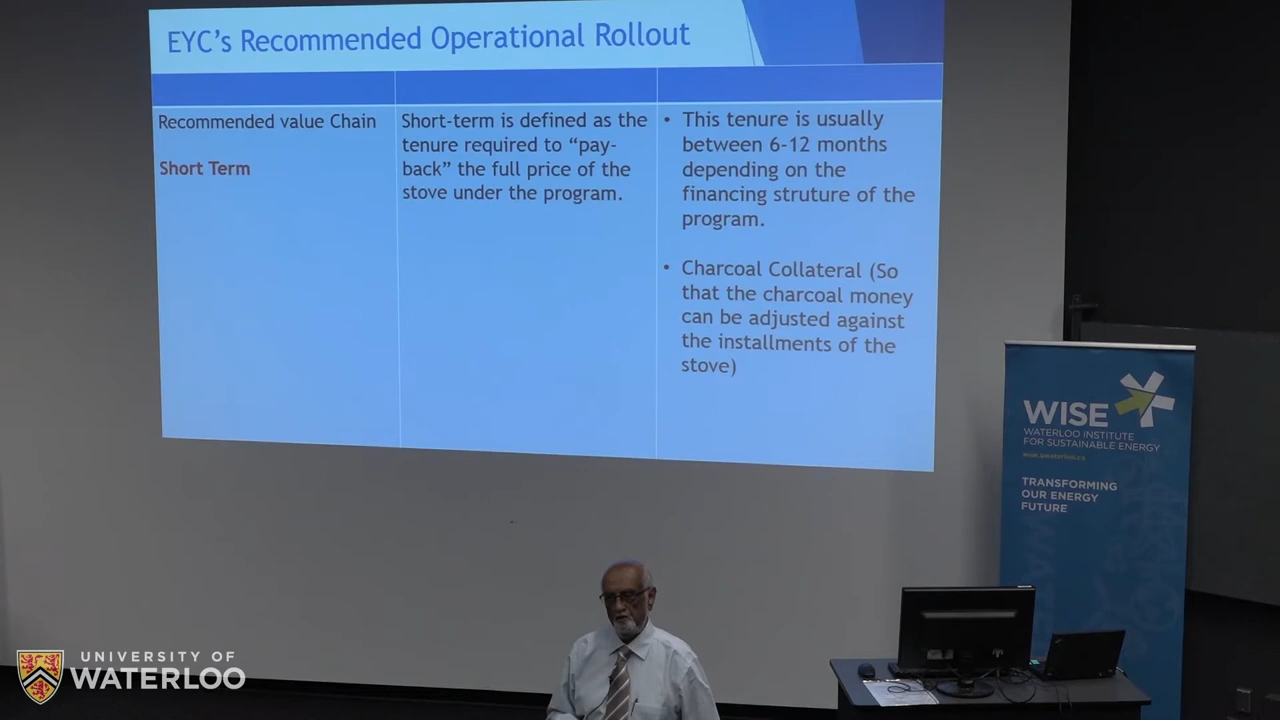 EYC's Recommended Operational Rollout
Recommended value Chain
Short Term
Short-term is defined as the
tenure required to “pay-
back” the full price of the
stove under the program.
• This tenure is usually
between 6-12 months
depending on the
financing struture of the
program.
• Charcoal Collateral (So
that the charcoal money
can be adjusted against
the installments of the
stove)
WISE
WATERLOO INSTITUTE
FOR SUSTAINABLE ENERGY
TRANSFORMING
OUR ENERGY
FUTURE
UNIVERSITY OF
WATERLOO